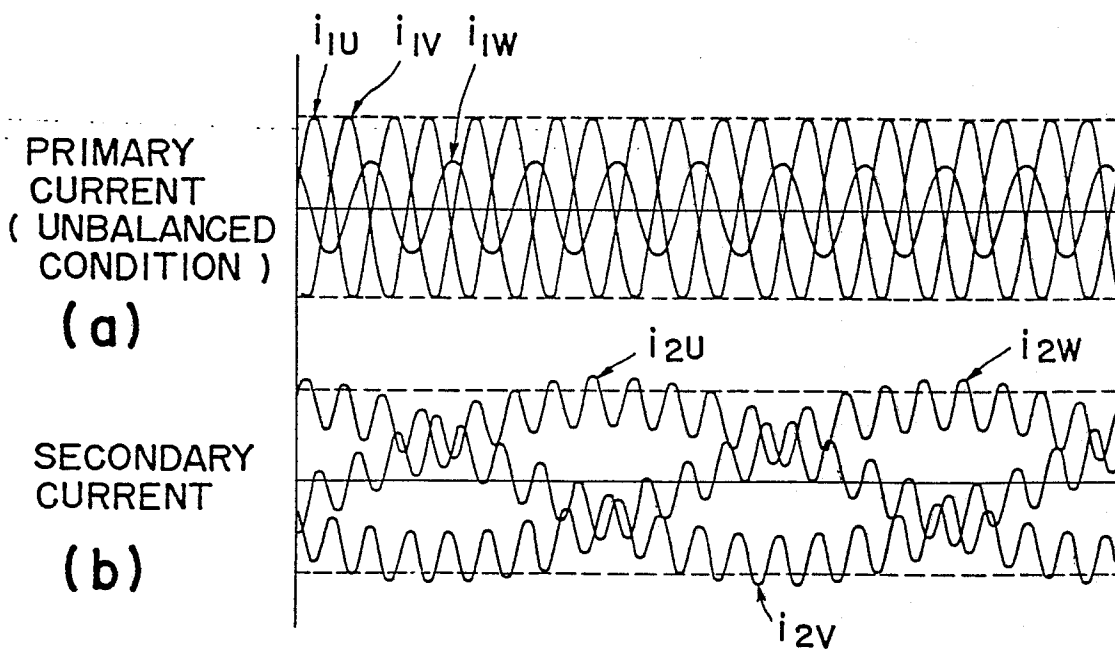 i1U i1V i1W
PRIMARY
CURRENT
( UNBALANCED
CONDITION )
(a)
i2U i2W
SECONDARY
CURRENT
(b)
i2V